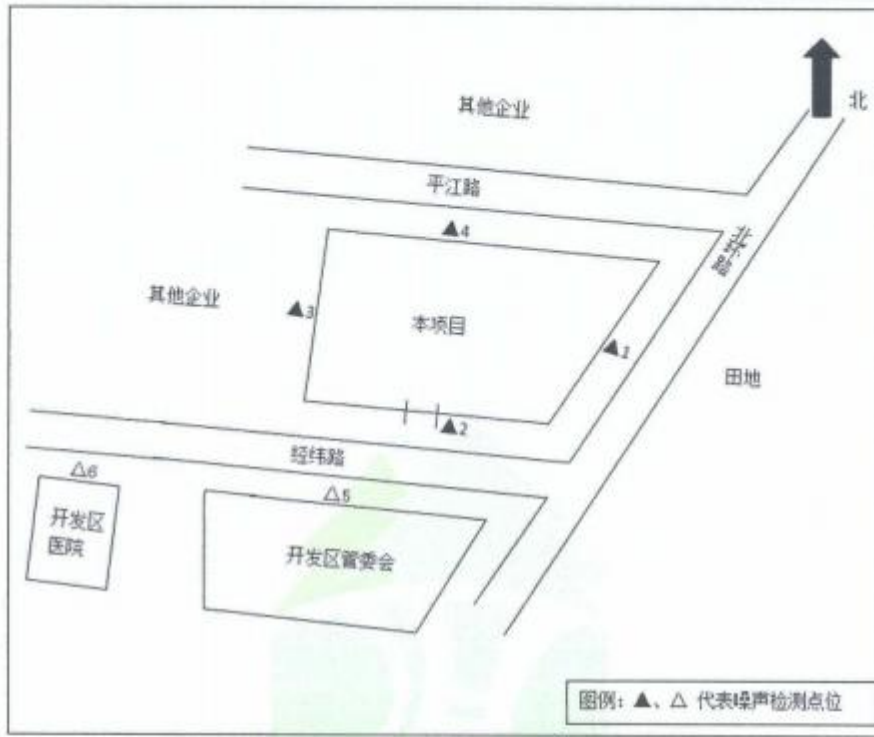 北
其他企业
平江路
▲4
北环路
其他企业
▲3
本项目
▲1
田地
▲2
经纬路
△6
△5
开发区
医院
开发区管委会
图例：▲、△ 代表噪声检测点位